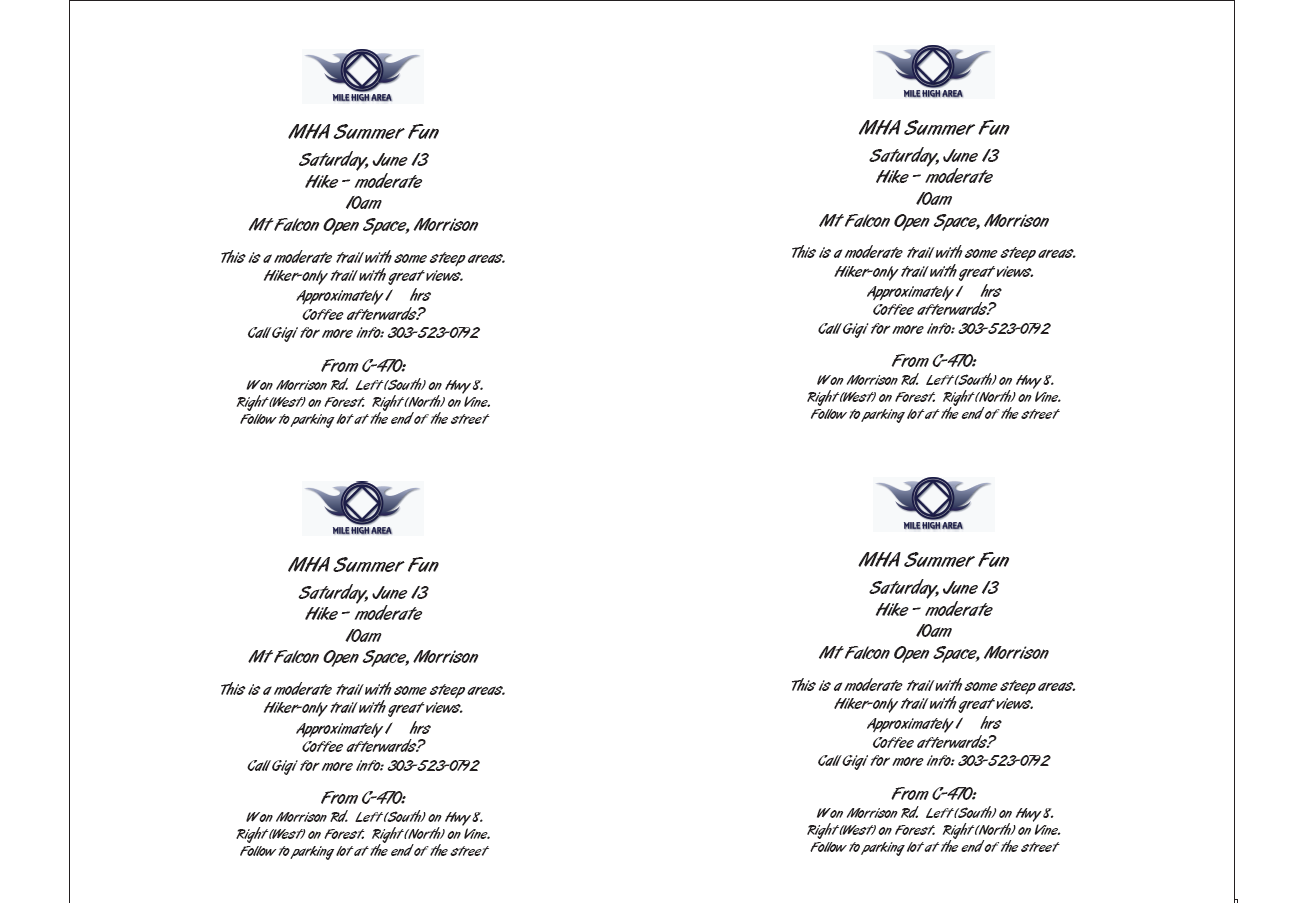 MILE HIGH AREA
MHA Summer Fun
Saturday, June 13
Hike – moderate
10am
Mt Falcon Open Space, Morrison
This is a moderate trail with some steep areas.
Hiker-only trail with great views.
Approximately 1    hrs
Coffee afterwards?
Call Gigi for more info: 303-523-0792
From C-470:
W on Morrison Rd.  Left (South) on Hwy 8.
Right (West) on Forest.  Right (North) on Vine.
Follow to parking lot at the end of the street
MILE HIGH AREA
MHA Summer Fun
Saturday, June 13
Hike – moderate
10am
Mt Falcon Open Space, Morrison
This is a moderate trail with some steep areas.
Hiker-only trail with great views.
Approximately 1    hrs
Coffee afterwards?
Call Gigi for more info: 303-523-0792
From C-470:
W on Morrison Rd.  Left (South) on Hwy 8.
Right (West) on Forest.  Right (North) on Vine.
Follow to parking lot at the end of the street
MILE HIGH AREA
MHA Summer Fun
Saturday, June 13
Hike – moderate
10am
Mt Falcon Open Space, Morrison
This is a moderate trail with some steep areas.
Hiker-only trail with great views.
Approximately 1    hrs
Coffee afterwards?
Call Gigi for more info: 303-523-0792
From C-470:
W on Morrison Rd.  Left (South) on Hwy 8.
Right (West) on Forest.  Right (North) on Vine.
Follow to parking lot at the end of the street
MILE HIGH AREA
MHA Summer Fun
Saturday, June 13
Hike – moderate
10am
Mt Falcon Open Space, Morrison
This is a moderate trail with some steep areas.
Hiker-only trail with great views.
Approximately 1    hrs
Coffee afterwards?
Call Gigi for more info: 303-523-0792
From C-470:
W on Morrison Rd.  Left (South) on Hwy 8.
Right (West) on Forest.  Right (North) on Vine.
Follow to parking lot at the end of the street